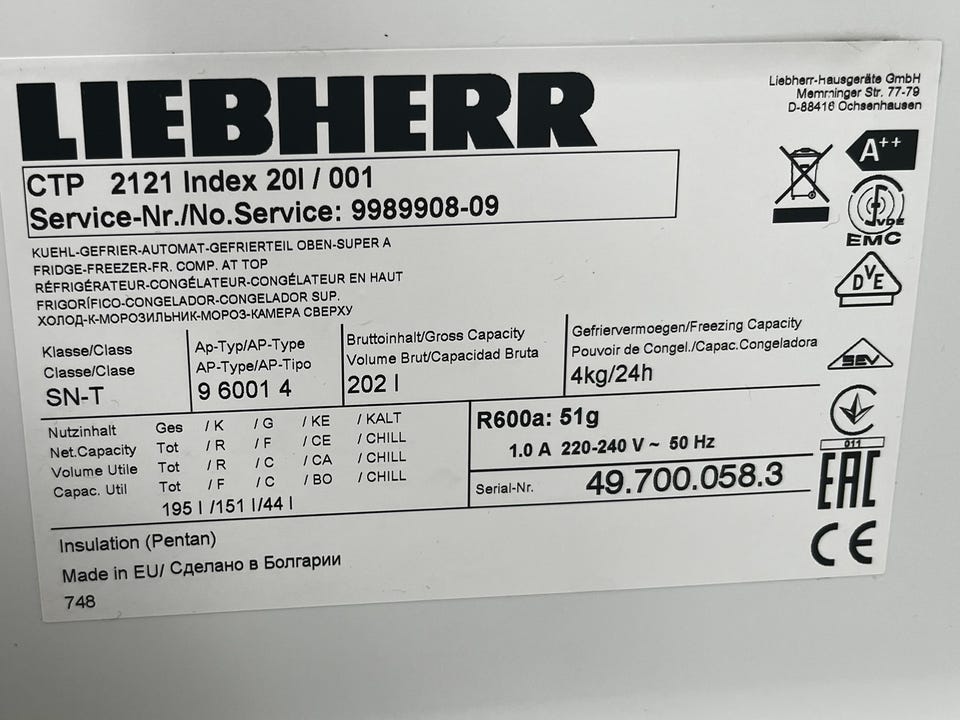 LIEBHERR
Liebherr-Hausgeräte GmbH
Memminger Str. 77-79
D-88416 Ochsenhausen
CTP 2121 Index 20I / 001
Service-Nr./No.Service: 9989908-09
A++
VDE
EMC
KUEHL-GEFRIER-AUTOMAT-GEFRIERTEIL OBEN-SUPER A
FRIDGE-FREEZER-FR. COMP. AT TOP
RÉFRIGÉRATEUR-CONGÉLATEUR-CONGÉLATEUR EN HAUT
FRIGORÍFICO-CONGELADOR-CONGELADOR SUP.
ХОЛОД-К-МОРОЗИЛЬНИК-МОРОЗ-КАМЕРА СВЕРХУ
DVE
Klasse/Class
Classe/Clase
SN-T
Ap-Typ/AP-Type
AP-Type/AP-Tipo
9 6001 4
Bruttoinhalt/Gross Capacity
Volume Brut/Capacidad Bruta
202 l
Gefriervermoegen/Freezing Capacity
Pouvoir de Congel./Capac.Congeladora
4kg/24h
SEV
Nutzinhalt Ges / K / G / KE / KALT
Net.Capacity Tot / R / F / CE / CHILL
Volume Utile Tot / R / C / CA / CHILL
Capac. Util Tot / F / C / BO / CHILL
195 l /151 l/44 l
R600a: 51g
1.0 A 220-240 V ~ 50 Hz
Serial-Nr. 49.700.058.3
011
EAC
CE
Insulation (Pentan)
Made in EU/ Сделано в Болгарии
748